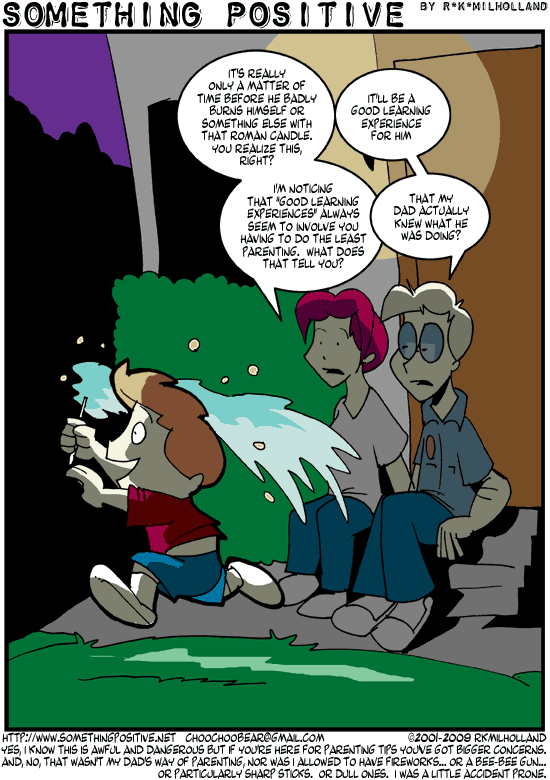 SOMETHING POSITIVE BY R*K*MILHOLLAND
IT'S REALLY
ONLY A MATTER OF
TIME BEFORE HE BADLY
BURNS HIMSELF OR
SOMETHING ELSE WITH
THAT ROMAN CANDLE.
YOU REALIZE THIS,
RIGHT?
IT'LL BE A
GOOD LEARNING
EXPERIENCE
FOR HIM
I'M NOTICING
THAT "GOOD LEARNING
EXPERIENCES" ALWAYS
SEEM TO INVOLVE YOU
HAVING TO DO THE LEAST
PARENTING. WHAT DOES
THAT TELL YOU?
THAT MY
DAD ACTUALLY
KNEW WHAT HE
WAS DOING?
HTTP://WWW.SOMETHINGPOSITIVE.NET CHOOCHOOBEAR@GMAIL.COM ©2001-2009 RKMILHOLLAND
YES, I KNOW THIS IS AWFUL AND DANGEROUS BUT IF YOU'RE HERE FOR PARENTING TIPS YOU'VE GOT BIGGER CONCERNS.
AND, NO, THAT WASN'T MY DAD'S WAY OF PARENTING, NOR WAS I ALLOWED TO HAVE FIREWORKS... OR A BEE-BEE GUN...
... OR PARTICULARLY SHARP STICKS. OR DULL ONES. I WAS A LITTLE ACCIDENT PRONE.